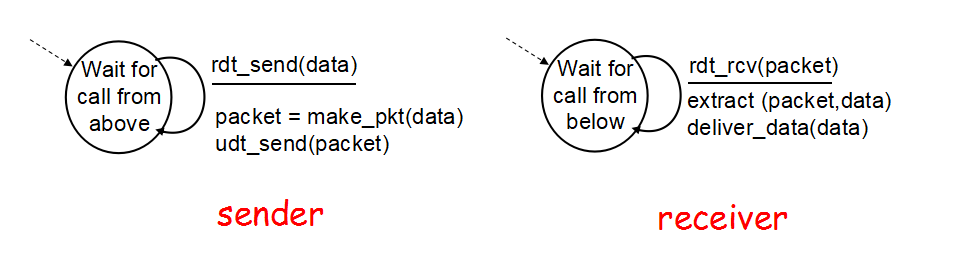 Wait for
call from
above
rdt_send(data)
packet = make_pkt(data)
udt_send(packet)
sender
Wait for
call from
below
rdt_rcv(packet)
extract (packet,data)
deliver_data(data)
receiver